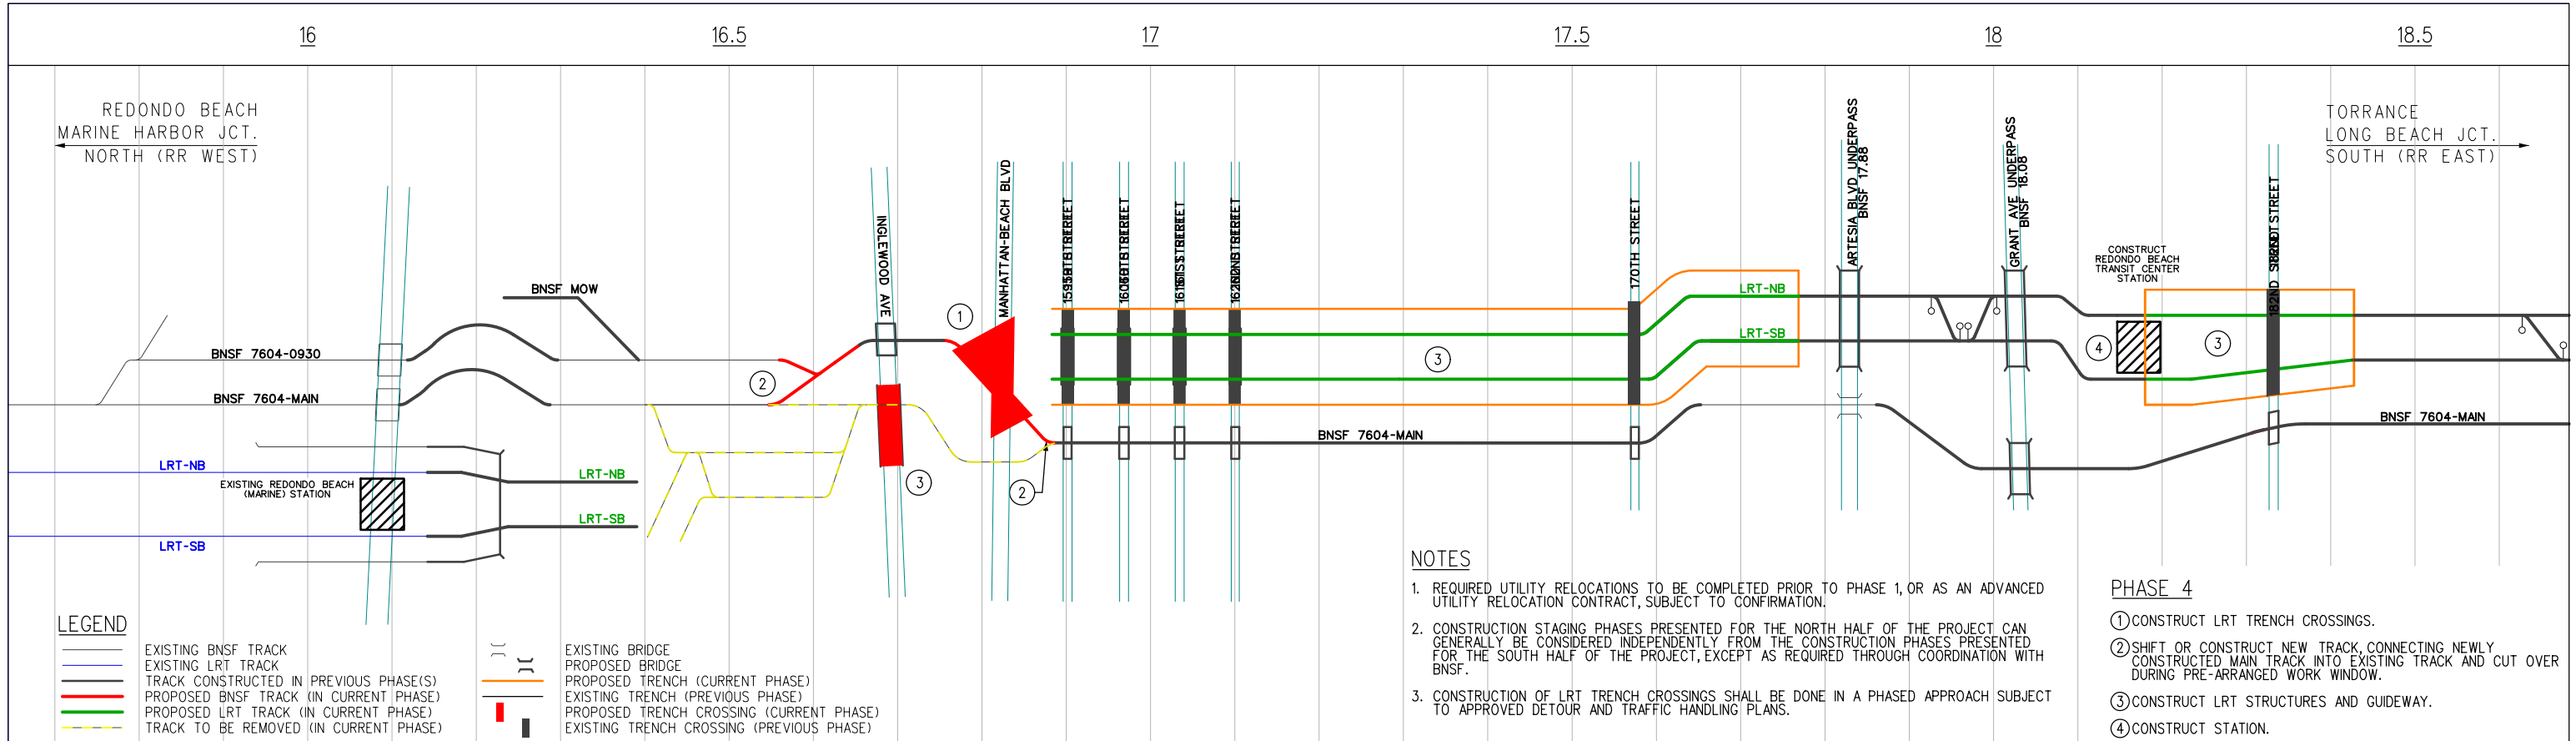 16
16.5
17
17.5
18
18.5
REDONDO BEACH
MARINE HARBOR JCT.
NORTH (RR WEST)
TORRANCE
LONG BEACH JCT.
SOUTH (RR EAST)
INGLEWOOD AVE
MANHATTAN-BEACH BLVD
STREET
STREET
STREET
STREET
170TH STREET
ARTESIA BLVD UNDERPASS
BNSF 17.88
GRANT AVE UNDERPASS
BNSF 18.08
182ND STREET
CONSTRUCT
REDONDO BEACH
TRANSIT CENTER
STATION
BNSF MOW
BNSF 7604-0930
BNSF 7604-MAIN
LRT-NB
LRT-SB
EXISTING REDONDO BEACH
(MARINE) STATION
LRT-NB
LRT-SB
1
2
3
2
3
BNSF 7604-MAIN
LRT-NB
LRT-SB
4
3
BNSF 7604-MAIN
LEGEND
EXISTING BNSF TRACK
EXISTING LRT TRACK
TRACK CONSTRUCTED IN PREVIOUS PHASE(S)
PROPOSED BNSF TRACK (IN CURRENT PHASE)
PROPOSED LRT TRACK (IN CURRENT PHASE)
TRACK TO BE REMOVED (IN CURRENT PHASE)
EXISTING BRIDGE
PROPOSED BRIDGE
PROPOSED TRENCH (CURRENT PHASE)
EXISTING TRENCH (PREVIOUS PHASE)
PROPOSED TRENCH CROSSING (CURRENT PHASE)
EXISTING TRENCH CROSSING (PREVIOUS PHASE)
NOTES
1. REQUIRED UTILITY RELOCATIONS TO BE COMPLETED PRIOR TO PHASE 1, OR AS AN ADVANCED
UTILITY RELOCATION CONTRACT, SUBJECT TO CONFIRMATION.
2. CONSTRUCTION STAGING PHASES PRESENTED FOR THE NORTH HALF OF THE PROJECT CAN
GENERALLY BE CONSIDERED INDEPENDENTLY FROM THE CONSTRUCTION PHASES PRESENTED
FOR THE SOUTH HALF OF THE PROJECT, EXCEPT AS REQUIRED THROUGH COORDINATION WITH
BNSF.
3. CONSTRUCTION OF LRT TRENCH CROSSINGS SHALL BE DONE IN A PHASED APPROACH SUBJECT
TO APPROVED DETOUR AND TRAFFIC HANDLING PLANS.
PHASE 4
1 CONSTRUCT LRT TRENCH CROSSINGS.
2 SHIFT OR CONSTRUCT NEW TRACK, CONNECTING NEWLY
CONSTRUCTED MAIN TRACK INTO EXISTING TRACK AND CUT OVER
DURING PRE-ARRANGED WORK WINDOW.
3 CONSTRUCT LRT STRUCTURES AND GUIDEWAY.
4 CONSTRUCT STATION.